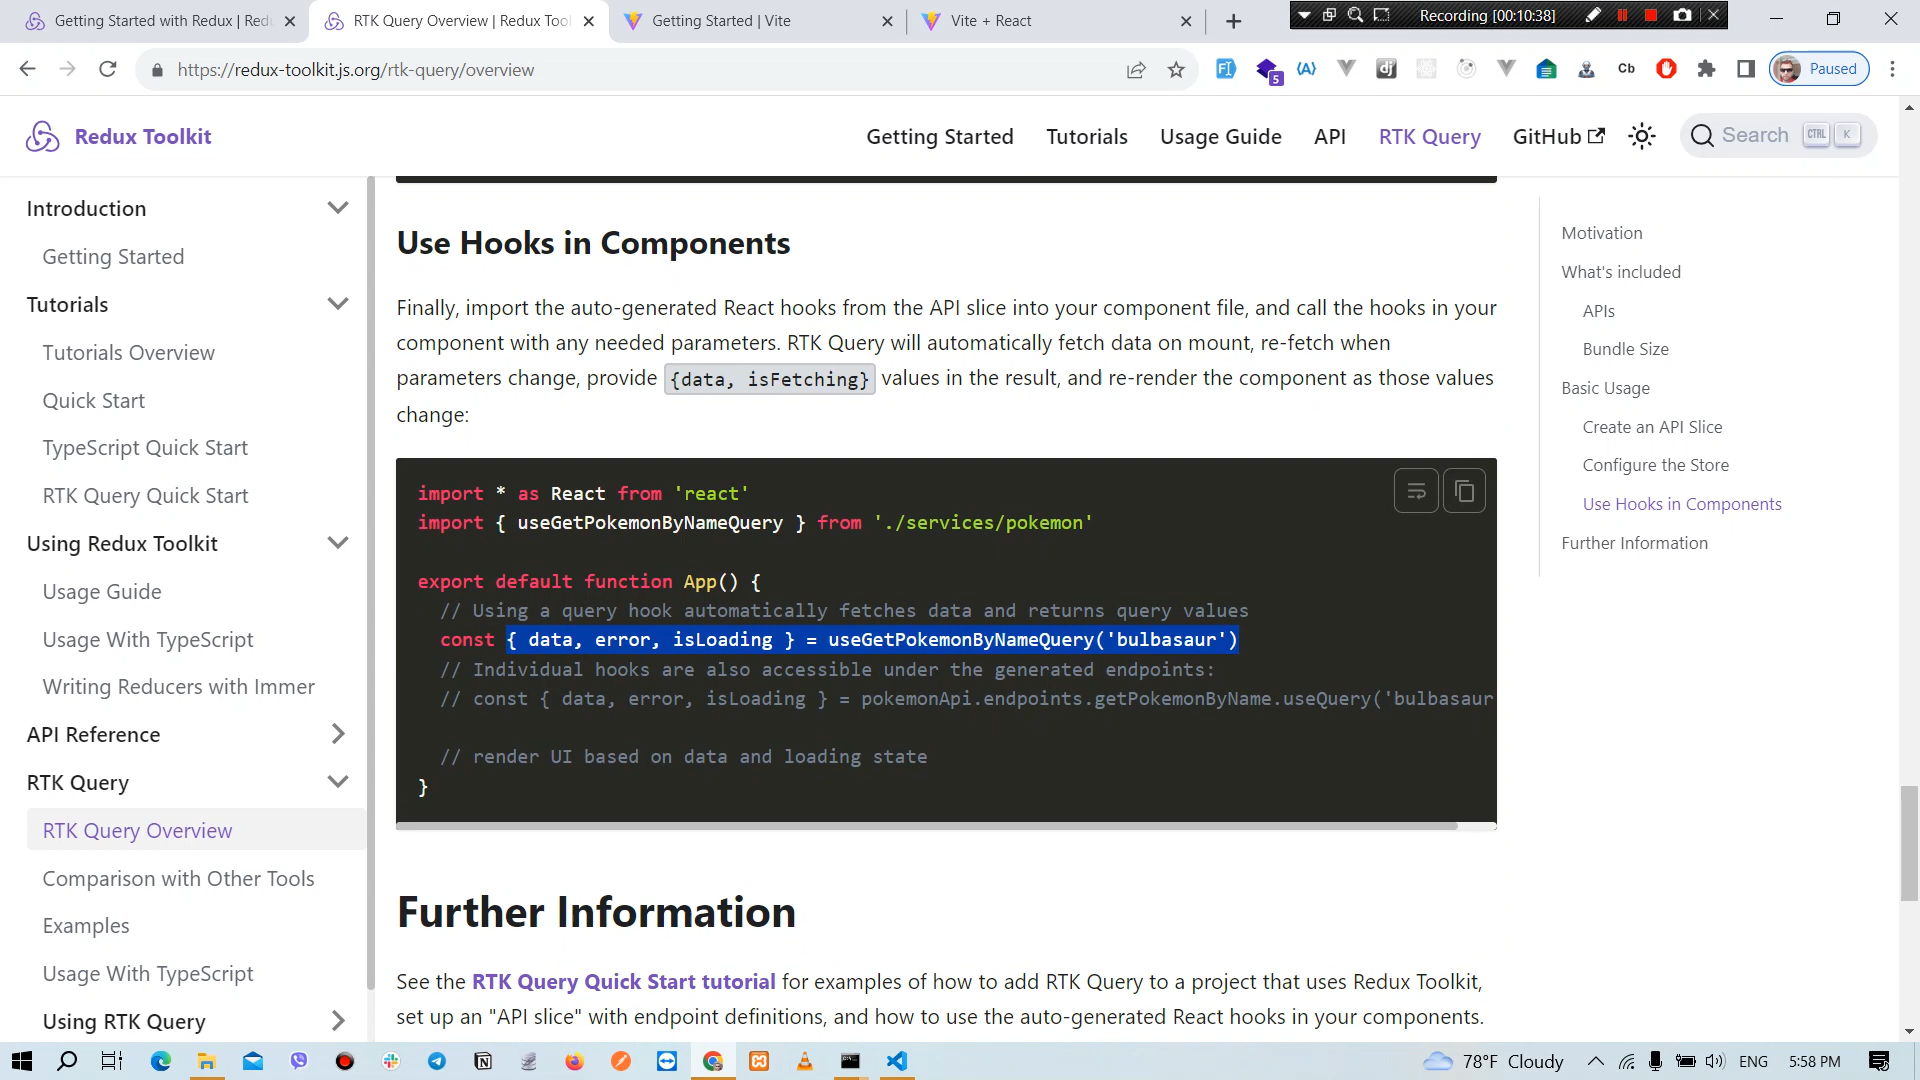 Getting Started with Redux | Red
RTK Query Overview | Redux Tool
Getting Started | Vite
Vite + React
Recording [00:10:38]
https://redux-toolkit.js.org/rtk-query/overview
5
Cb
Paused
Redux Toolkit
Getting Started
Tutorials
Usage Guide
API
RTK Query
GitHub
Search
CTRL
K
Introduction
Getting Started
Tutorials
Tutorials Overview
Quick Start
TypeScript Quick Start
RTK Query Quick Start
Using Redux Toolkit
Usage Guide
Usage With TypeScript
Writing Reducers with Immer
API Reference
RTK Query
RTK Query Overview
Comparison with Other Tools
Examples
Usage With TypeScript
Using RTK Query
Use Hooks in Components
Finally, import the auto-generated React hooks from the API slice into your component file, and call the hooks in your
component with any needed parameters. RTK Query will automatically fetch data on mount, re-fetch when
parameters change, provide {data, isFetching} values in the result, and re-render the component as those values
change:
import * as React from 'react'
import { useGetPokemonByNameQuery } from './services/pokemon'
export default function App() {
// Using a query hook automatically fetches data and returns query values
const { data, error, isLoading } = useGetPokemonByNameQuery('bulbasaur')
// Individual hooks are also accessible under the generated endpoints:
// const { data, error, isLoading } = pokemonApi.endpoints.getPokemonByName.useQuery('bulbasaur
// render UI based on data and loading state
}
Further Information
See the RTK Query Quick Start tutorial for examples of how to add RTK Query to a project that uses Redux Toolkit,
set up an "API slice" with endpoint definitions, and how to use the auto-generated React hooks in your components.
Motivation
What's included
APIs
Bundle Size
Basic Usage
Create an API Slice
Configure the Store
Use Hooks in Components
Further Information
78°F Cloudy
ENG
5:58 PM